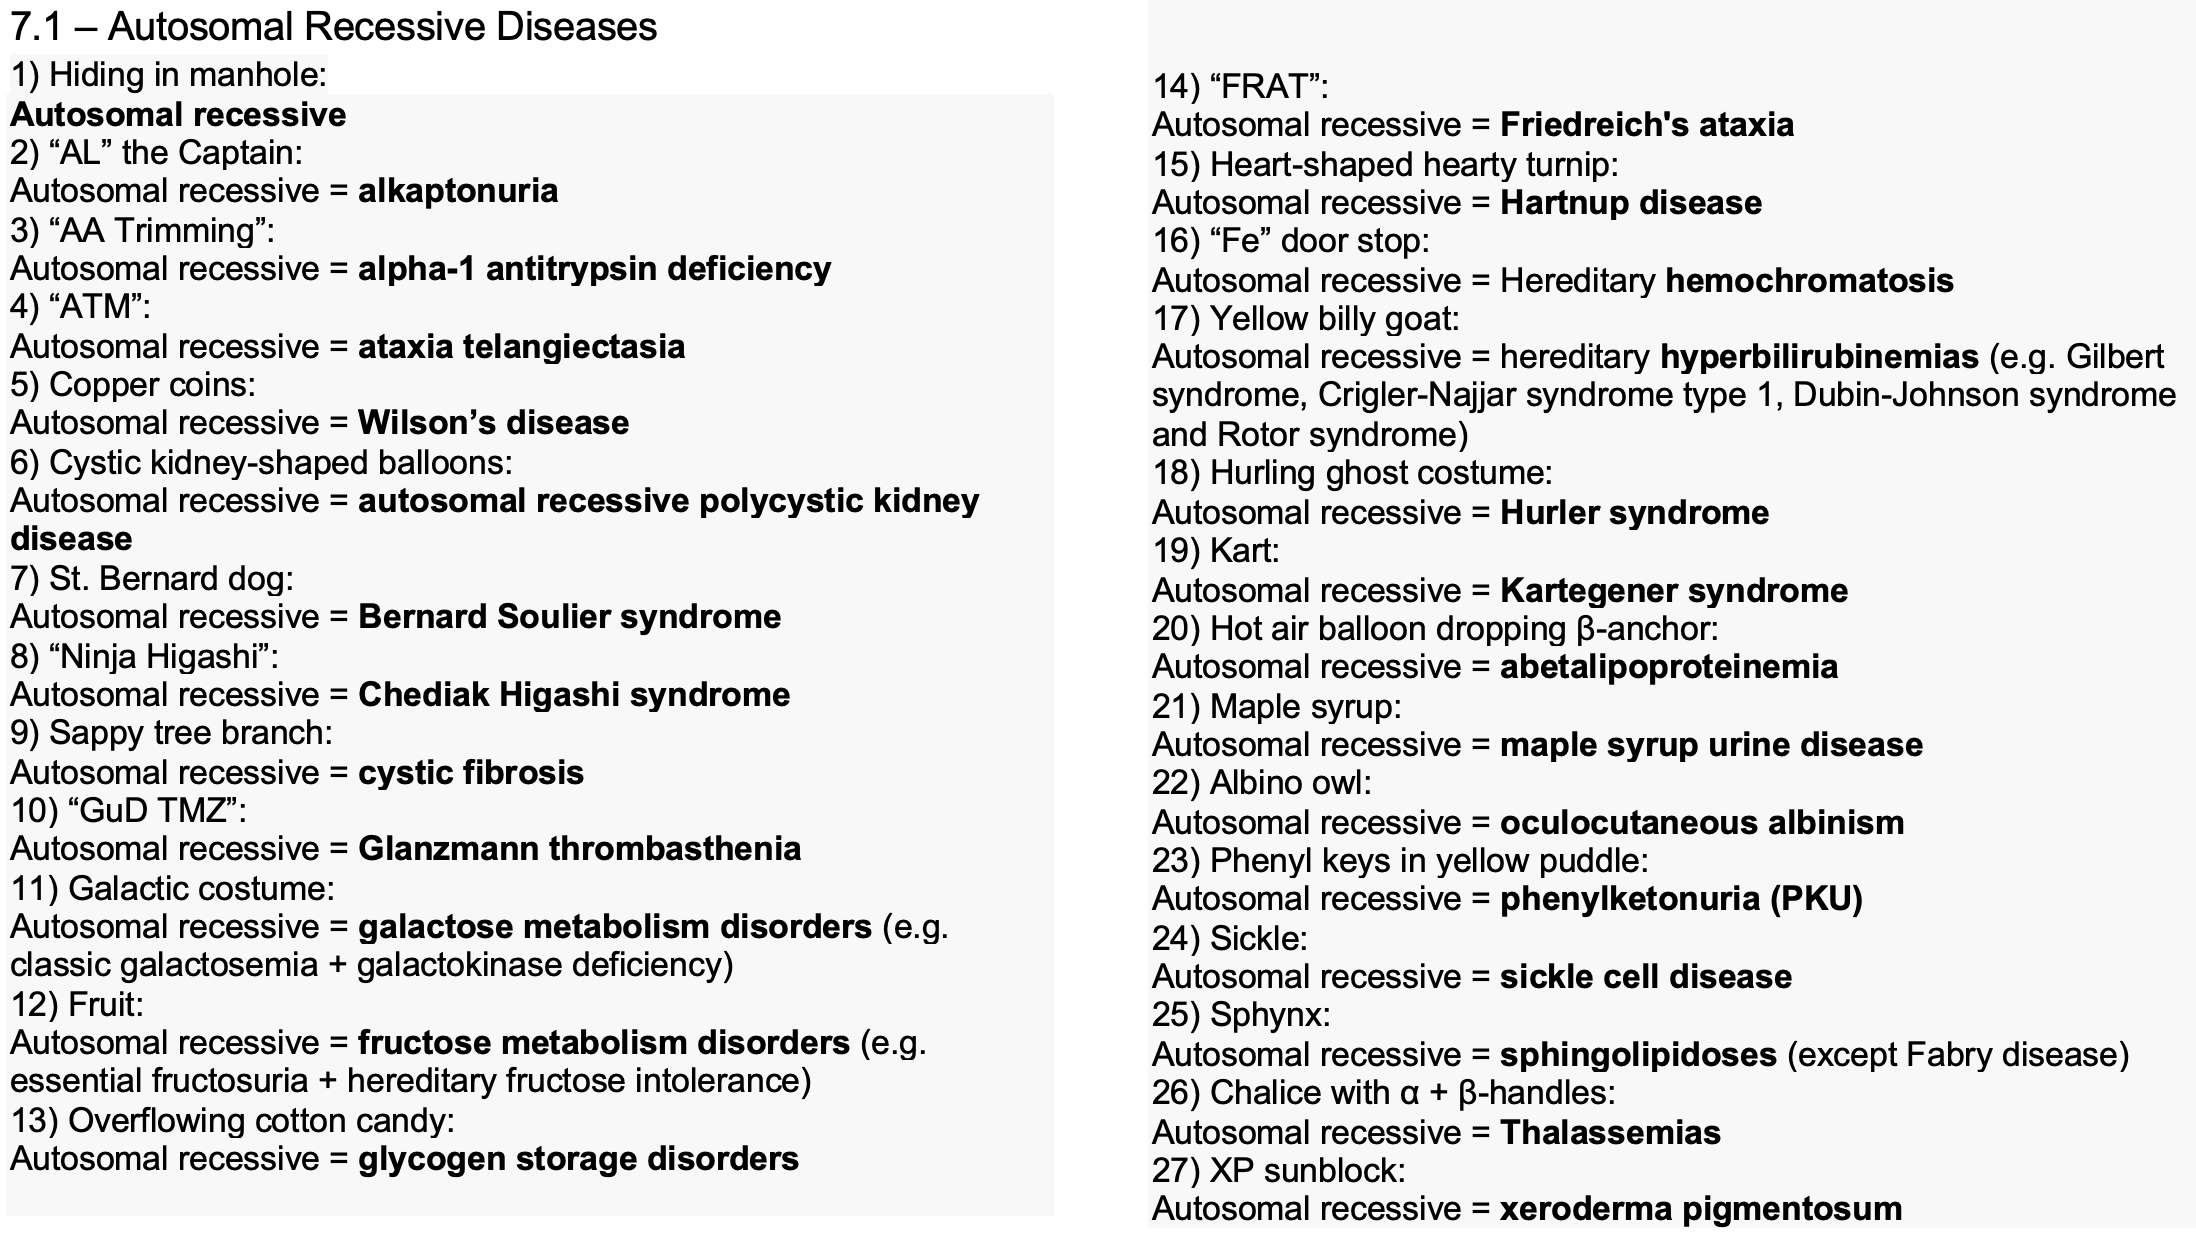 7.1 – Autosomal Recessive Diseases
1) Hiding in manhole:
Autosomal recessive
2) “AL” the Captain:
Autosomal recessive = alkaptonuria
3) “AA Trimming”:
Autosomal recessive = alpha-1 antitrypsin deficiency
4) “ATM”:
Autosomal recessive = ataxia telangiectasia
5) Copper coins:
Autosomal recessive = Wilson’s disease
6) Cystic kidney-shaped balloons:
Autosomal recessive = autosomal recessive polycystic kidney
disease
7) St. Bernard dog:
Autosomal recessive = Bernard Soulier syndrome
8) “Ninja Higashi”:
Autosomal recessive = Chediak Higashi syndrome
9) Sappy tree branch:
Autosomal recessive = cystic fibrosis
10) “GuD TMZ”:
Autosomal recessive = Glanzmann thrombasthenia
11) Galactic costume:
Autosomal recessive = galactose metabolism disorders (e.g.
classic galactosemia + galactokinase deficiency)
12) Fruit:
Autosomal recessive = fructose metabolism disorders (e.g.
essential fructosuria + hereditary fructose intolerance)
13) Overflowing cotton candy:
Autosomal recessive = glycogen storage disorders
14) “FRAT”:
Autosomal recessive = Friedreich's ataxia
15) Heart-shaped hearty turnip:
Autosomal recessive = Hartnup disease
16) “Fe” door stop:
Autosomal recessive = Hereditary hemochromatosis
17) Yellow billy goat:
Autosomal recessive = hereditary hyperbilirubinemias (e.g. Gilbert
syndrome, Crigler-Najjar syndrome type 1, Dubin-Johnson syndrome
and Rotor syndrome)
18) Hurling ghost costume:
Autosomal recessive = Hurler syndrome
19) Kart:
Autosomal recessive = Kartegener syndrome
20) Hot air balloon dropping β-anchor:
Autosomal recessive = abetalipoproteinemia
21) Maple syrup:
Autosomal recessive = maple syrup urine disease
22) Albino owl:
Autosomal recessive = oculocutaneous albinism
23) Phenyl keys in yellow puddle:
Autosomal recessive = phenylketonuria (PKU)
24) Sickle:
Autosomal recessive = sickle cell disease
25) Sphynx:
Autosomal recessive = sphingolipidoses (except Fabry disease)
26) Chalice with α + β-handles:
Autosomal recessive = Thalassemias
27) XP sunblock:
Autosomal recessive = xeroderma pigmentosum